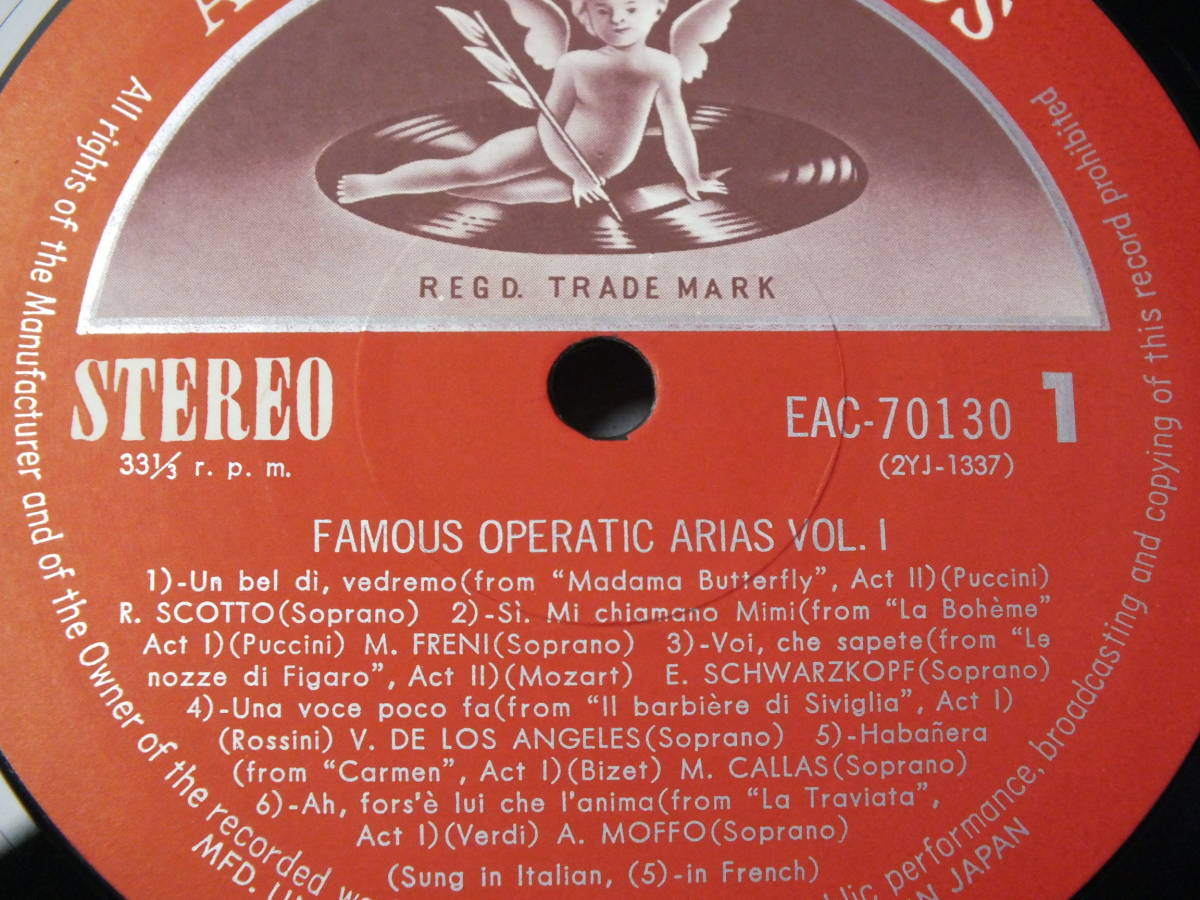 REGD. TRADE MARK
STEREO
33⅓ r. p. m.
EAC-70130 1
(2YJ-1337)
FAMOUS OPERATIC ARIAS VOL. I
1)-Un bel dì, vedremo(from “Madama Butterfly”, Act II)(Puccini)
R. SCOTTO(Soprano) 2)-Sì. Mi chiamano Mimi(from “La Bohème”
Act I)(Puccini) M. FRENI(Soprano) 3)-Voi, che sapete(from “Le
nozze di Figaro”, Act II)(Mozart) E. SCHWARZKOPF(Soprano)
4)-Una voce poco fa(from “Il barbière di Siviglia”, Act I)
(Rossini) V. DE LOS ANGELES(Soprano) 5)-Habañera
(from “Carmen”, Act I)(Bizet) M. CALLAS(Soprano)
6)-Ah, fors'è lui che l'anima(from “La Traviata”,
Act I)(Verdi) A. MOFFO(Soprano)
(Sung in Italian, (5)-in French)
All rights of the Manufacturer and of the Owner of the recorded
performance, broadcasting and copying of this record prohibited
MFD.
JAPAN